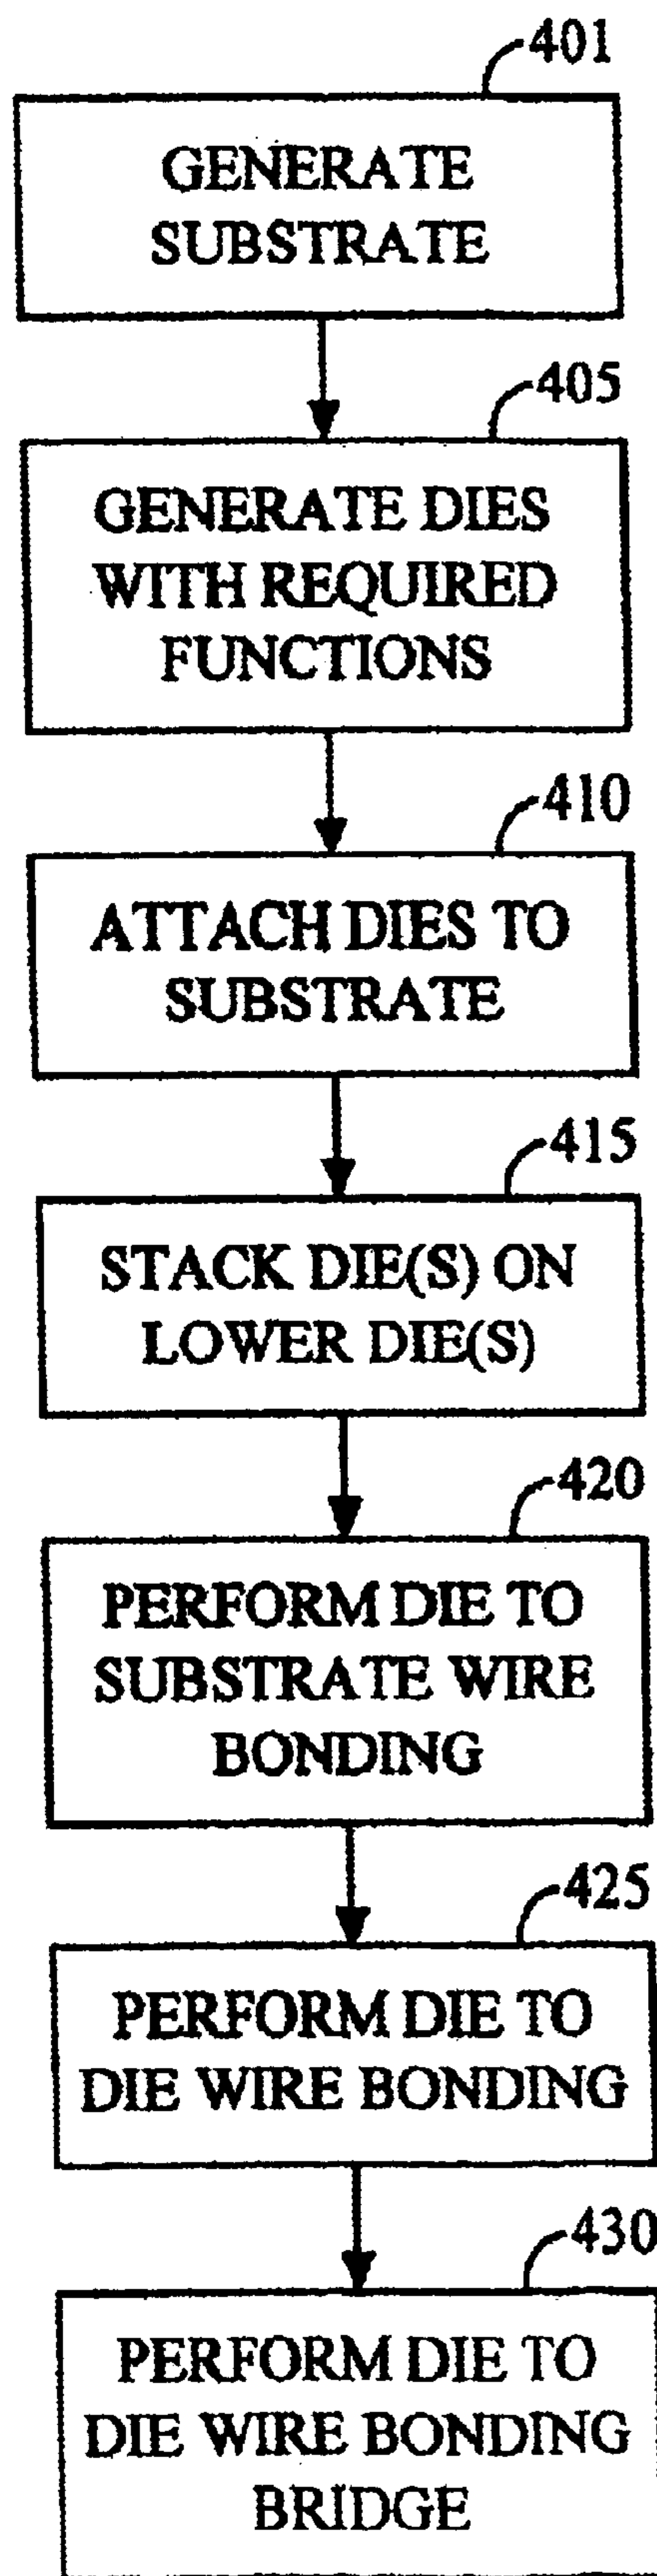 401
GENERATE
SUBSTRATE
405
GENERATE DIES
WITH REQUIRED
FUNCTIONS
410
ATTACH DIES TO
SUBSTRATE
415
STACK DIE(S) ON
LOWER DIE(S)
420
PERFORM DIE TO
SUBSTRATE WIRE
BONDING
425
PERFORM DIE TO
DIE WIRE BONDING
430
PERFORM DIE TO
DIE WIRE BONDING
BRIDGE